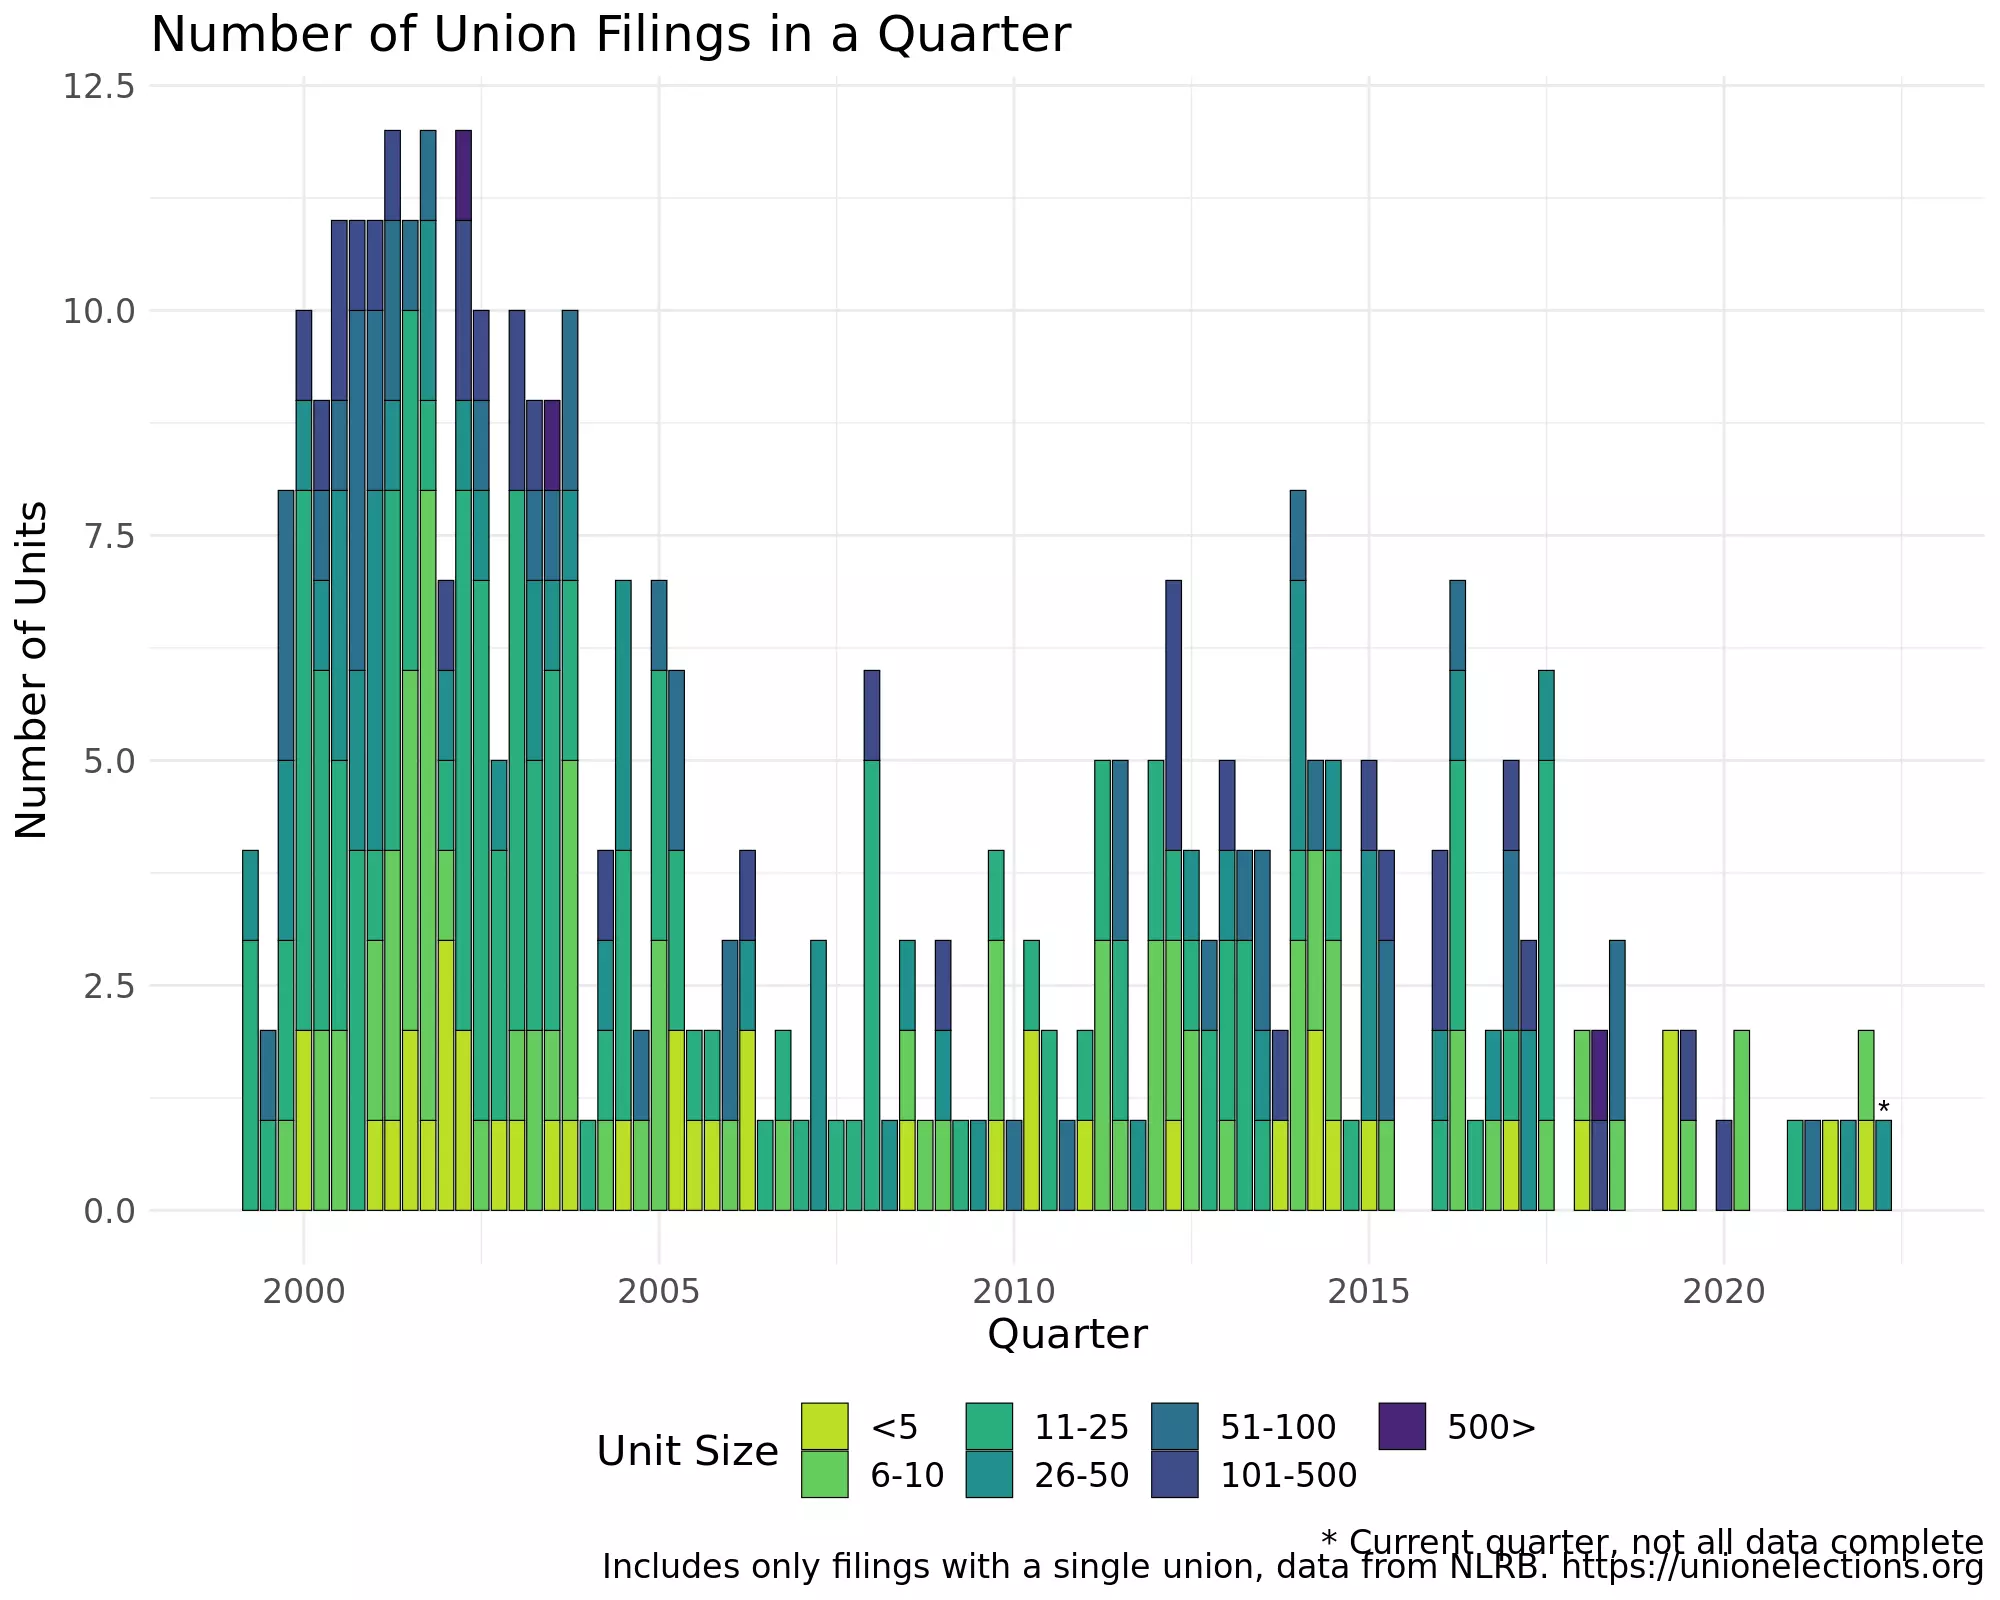 Number of Union Filings in a Quarter
12.5
10.0
7.5
5.0
2.5
0.0
Number of Units
*
2000 2005 2010 2015 2020
Quarter
Unit Size
<5 11-25 51-100 500>
6-10 26-50 101-500
* Current quarter, not all data complete
Includes only filings with a single union, data from NLRB. https://unionelections.org